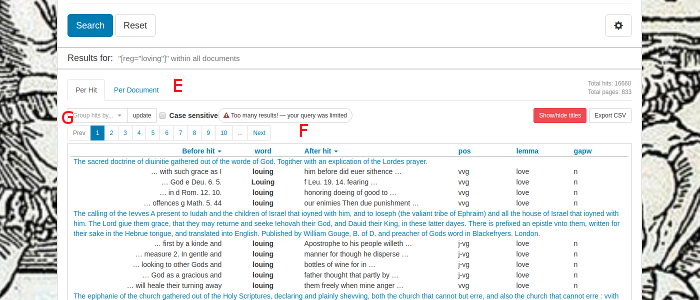 Search Reset
Results for: "[reg="loving"]" within all documents
Per Hit Per Document E
Total hits: 16660
Total pages: 833
G Group hits by... update Case sensitive Too many results! — your query was limited Show/hide titles Export CSV
Prev 1 2 3 4 5 6 7 8 9 10 ... Next F
Before hit word After hit pos lemma gapw
The sacred doctrine of diuinitie gathered out of the worde of God. Togither with an explication of the Lordes prayer.
... with such grace as I louing him before did euer sithence ... vvg love n
... God e Deu. 6. 5. Louing f Leu. 19. 14. fearing ... vvg love n
... in d Rom. 12. 10. louing honoring doeing of good to ... vvg love n
... offences g Math. 5. 44 louing our enimies Then due punishment ... vvg love n
The calling of the Ievves A present to Iudah and the children of Israel that ioyned with him, and to Ioseph (the valiant tribe of Ephraim) and all the house of Israel that ioyned with
him. The Lord giue them grace, that they may returne and seeke Iehovah their God, and Dauid their King, in these latter dayes. There is prefixed an epistle vnto them, written for
their sake in the Hebrue tongue, and translated into English. Published by William Gouge, B. of D. and preacher of Gods word in Blackefryers. London.
... first by a kinde and louing Apostrophe to his people willeth ... j-vg love n
... measure 2. In gentle and louing manner for though he disperse ... j-vg love n
... looking to other Gods and louing bottles of wine for in ... j-vg love n
... God as a gracious and louing father thought that partly by ... j-vg love n
... will heale their turning away louing them freely when mine anger ... vvg love n
The epiphanie of the church gathered out of the Holy Scriptures, declaring and plainly shevving, both the church that cannot but erre, and also the church that cannot erre : vvith